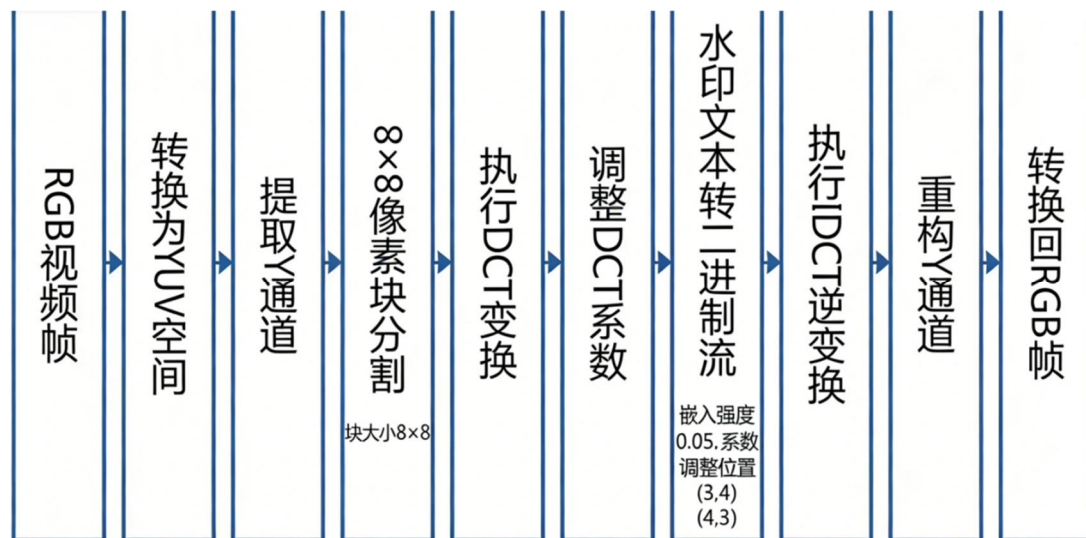 RGB视频帧
转换为YUV空间
提取Y通道
8×8像素块分割
块大小8×8
执行DCT变换
调整DCT系数
水印文本转二进制流
嵌入强度
0.05.系数
调整位置
(3,4)
(4,3)
执行IDCT逆变换
重构Y通道
转换回RGB帧